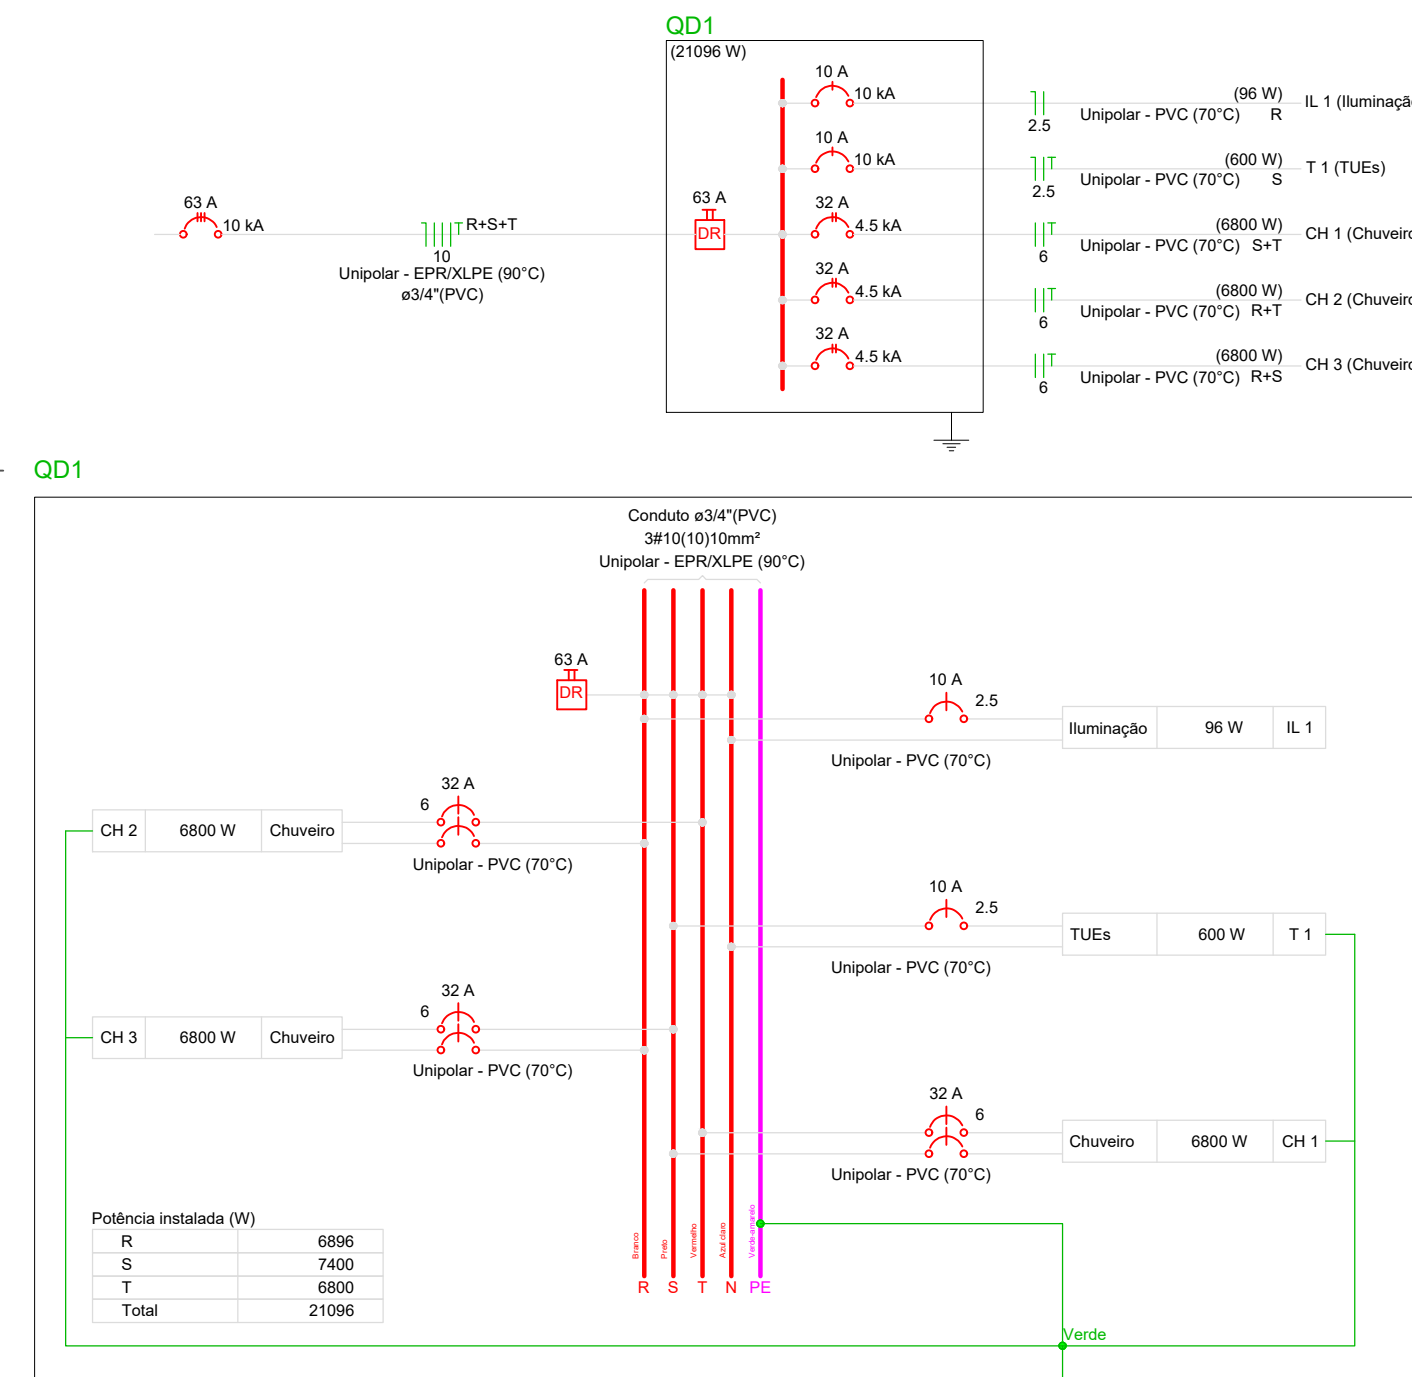 QD1
(21096 W)
10 A
10 kA
(96 W)
IL 1 (Iluminaçã
2.5
Unipolar - PVC (70°C) R
10 A
10 kA
(600 W)
T 1 (TUEs)
2.5
Unipolar - PVC (70°C) S
63 A
10 kA
R+S+T
10
Unipolar - EPR/XLPE (90°C)
ø3/4"(PVC)
63 A
DR
32 A
4.5 kA
(6800 W)
CH 1 (Chuveiro
6
Unipolar - PVC (70°C) S+T
32 A
4.5 kA
(6800 W)
CH 2 (Chuveiro
6
Unipolar - PVC (70°C) R+T
32 A
4.5 kA
(6800 W)
CH 3 (Chuveiro
6
Unipolar - PVC (70°C) R+S
QD1
Conduto ø3/4"(PVC)
3#10(10)10mm²
Unipolar - EPR/XLPE (90°C)
63 A
DR
10 A
2.5
Iluminação 96 W IL 1
Unipolar - PVC (70°C)
32 A
6
CH 2 6800 W Chuveiro
Unipolar - PVC (70°C)
10 A
2.5
TUEs 600 W T 1
Unipolar - PVC (70°C)
32 A
6
CH 3 6800 W Chuveiro
Unipolar - PVC (70°C)
32 A
6
Chuveiro 6800 W CH 1
Unipolar - PVC (70°C)
Potência instalada (W)
R 6896
S 7400
T 6800
Total 21096
Branco
Preto
Vermelho
Azul claro
Verde-amarelo
R S T N PE
Verde